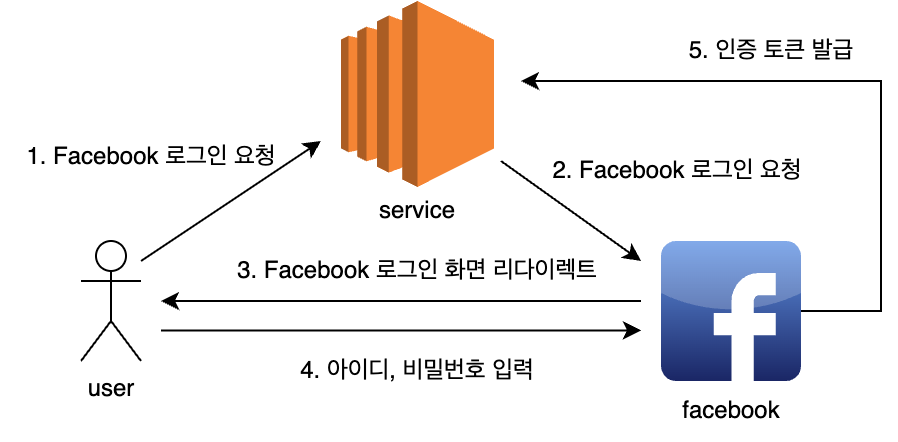 5. 인증 토큰 발급
1. Facebook 로그인 요청
2. Facebook 로그인 요청
service
3. Facebook 로그인 화면 리다이렉트
4. 아이디, 비밀번호 입력
user
facebook